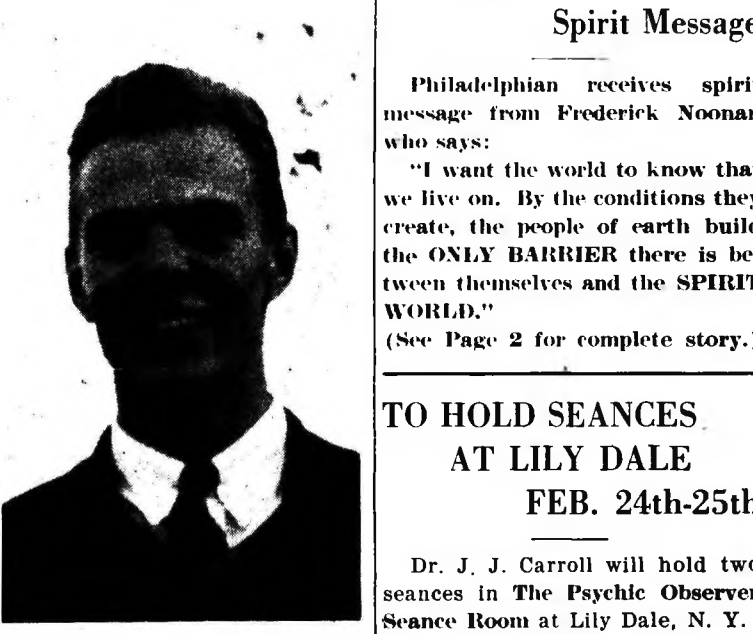 Spirit Message
Philadelphian receives spirit
message from Frederick Noonan
who says:
"I want the world to know that
we live on. By the conditions they
create, the people of earth build
the ONLY BARRIER there is be-
tween themselves and the SPIRIT
WORLD."
(See Page 2 for complete story.)
TO HOLD SEANCES
AT LILY DALE
FEB. 24th-25th
Dr. J. J. Carroll will hold two
seances in The Psychic Observer
Seance Room at Lily Dale, N. Y.